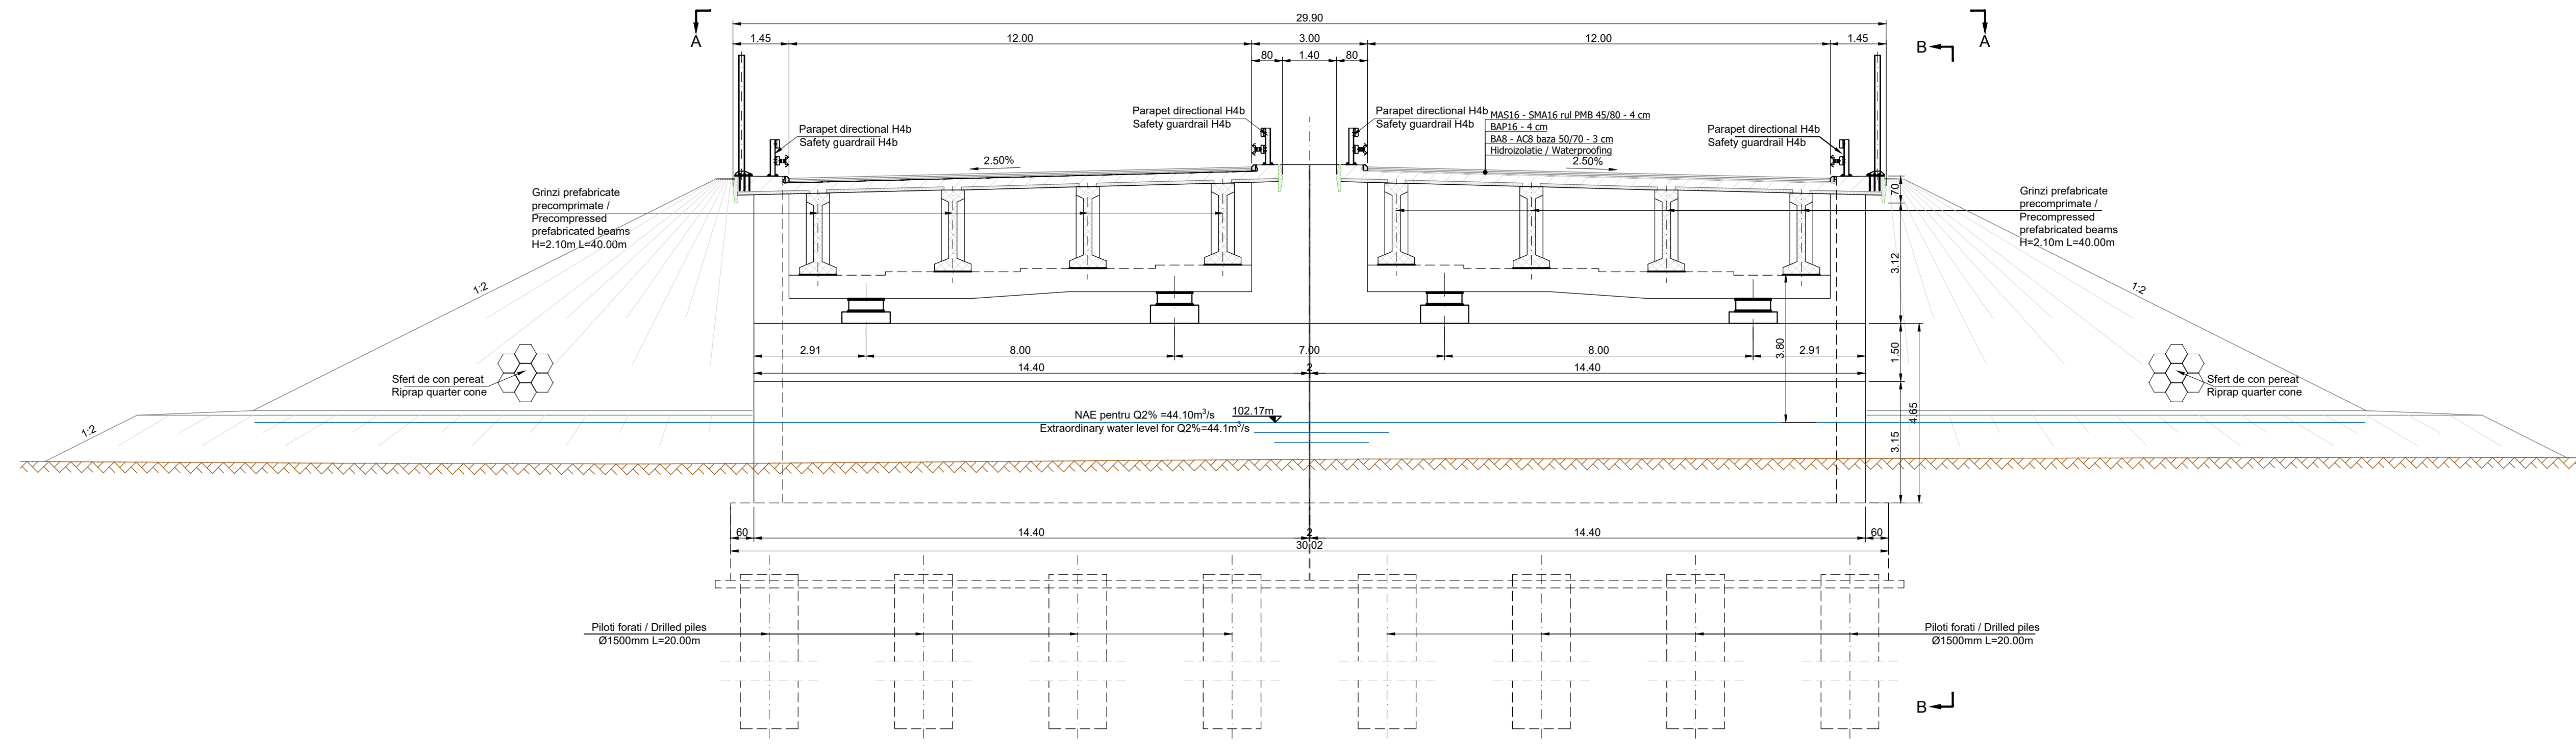 29.90
A
A
1.45
12.00
3.00
12.00
1.45
B
80
1.40
80
Parapet directional H4b
Safety guardrail H4b
Parapet directional H4b
Safety guardrail H4b
Parapet directional H4b
Safety guardrail H4b
MAS16 - SMA16 rul PMB 45/80 - 4 cm
BAP16 - 4 cm
BA8 - AC8 baza 50/70 - 3 cm
Hidroizolatie / Waterproofing
Parapet directional H4b
Safety guardrail H4b
2.50%
2.50%
Grinzi prefabricate
precomprimate /
Precompressed
prefabricated beams
H=2.10m L=40.00m
Grinzi prefabricate
precomprimate /
Precompressed
prefabricated beams
H=2.10m L=40.00m
70
3.12
1:2
1:2
2.91
8.00
7.00
8.00
3.80
2.91
1.50
14.40
2
14.40
Sfert de con pereat
Riprap quarter cone
Sfert de con pereat
Riprap quarter cone
NAE pentru Q2% =44.10m³/s
Extraordinary water level for Q2%=44.1m³/s
102.17m
4.65
1:2
3.15
60
14.40
2
14.40
60
30.02
Piloti forati / Drilled piles
Ø1500mm L=20.00m
Piloti forati / Drilled piles
Ø1500mm L=20.00m
B